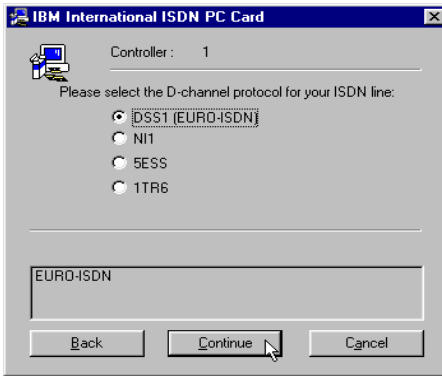 IBM International ISDN PC Card
Controller : 1
Please select the D-channel protocol for your ISDN line:
DSS1 (EURO-ISDN)
NI1
5ESS
1TR6
EURO-ISDN
Back Continue Cancel